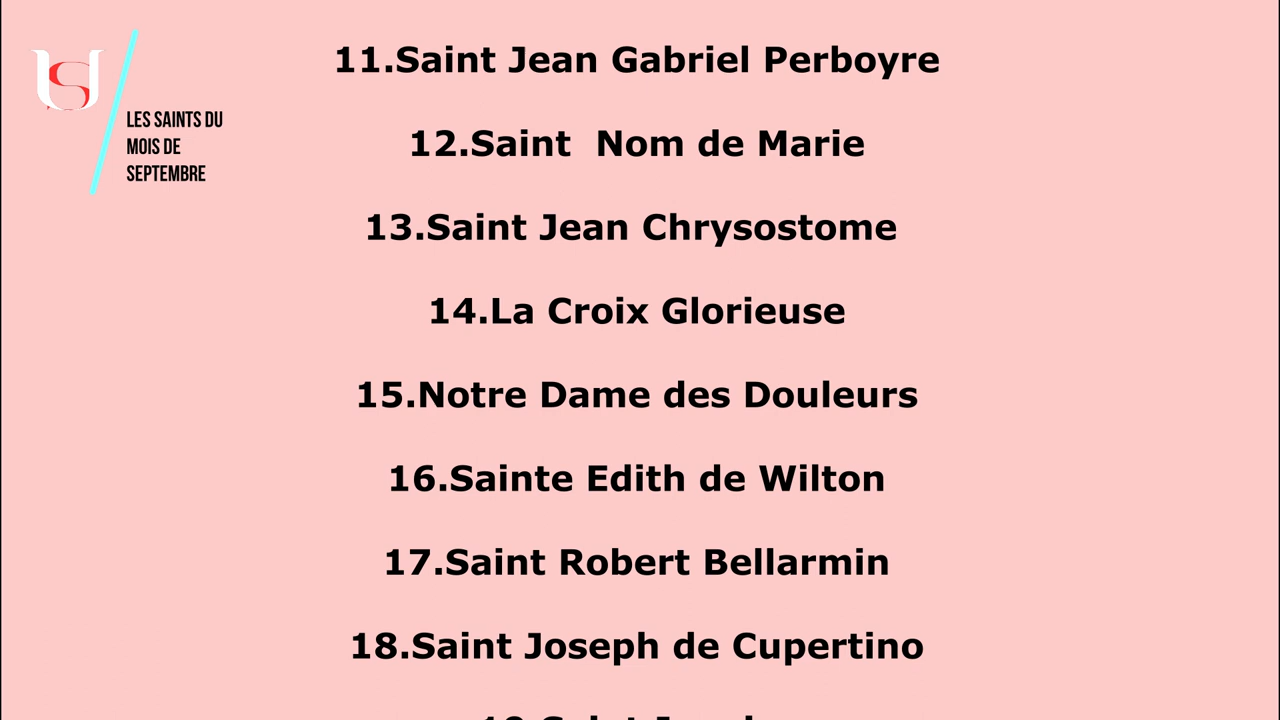 LES SAINTS DU
MOIS DE
SEPTEMBRE
11.Saint Jean Gabriel Perboyre
12.Saint  Nom de Marie
13.Saint Jean Chrysostome
14.La Croix Glorieuse
15.Notre Dame des Douleurs
16.Sainte Edith de Wilton
17.Saint Robert Bellarmin
18.Saint Joseph de Cupertino